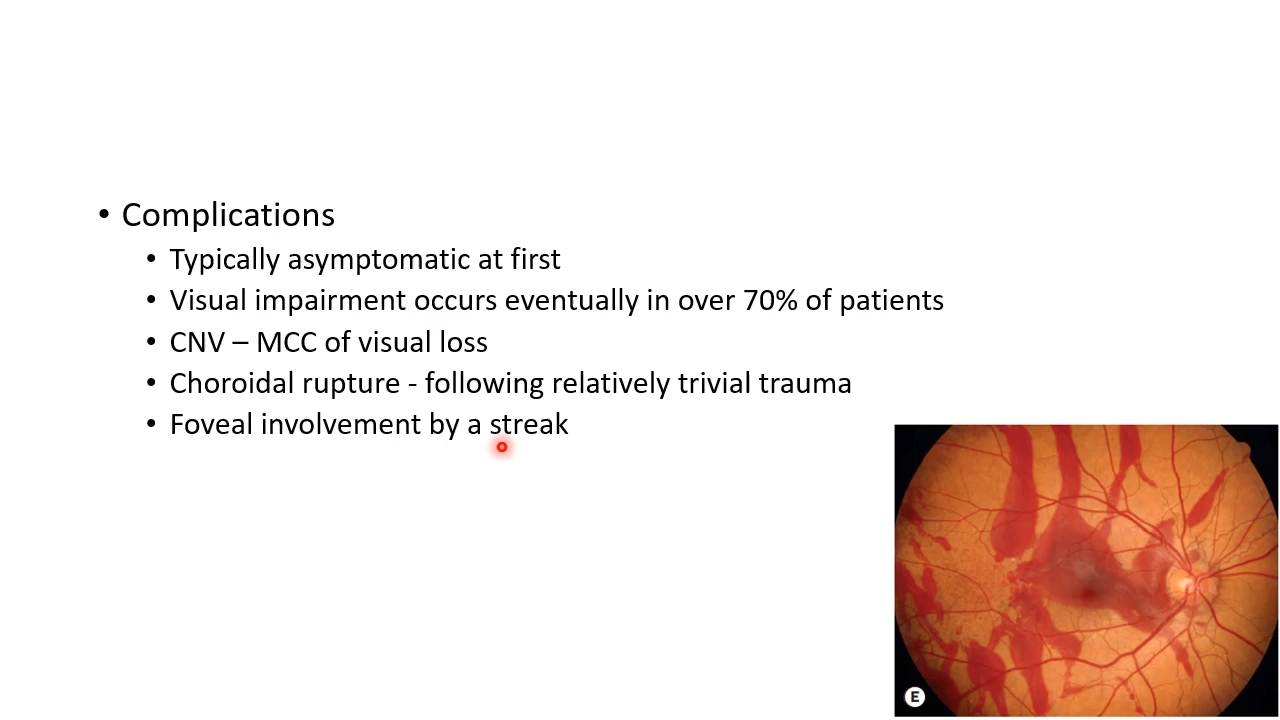 • Complications
• Typically asymptomatic at first
• Visual impairment occurs eventually in over 70% of patients
• CNV – MCC of visual loss
• Choroidal rupture - following relatively trivial trauma
• Foveal involvement by a streak
E